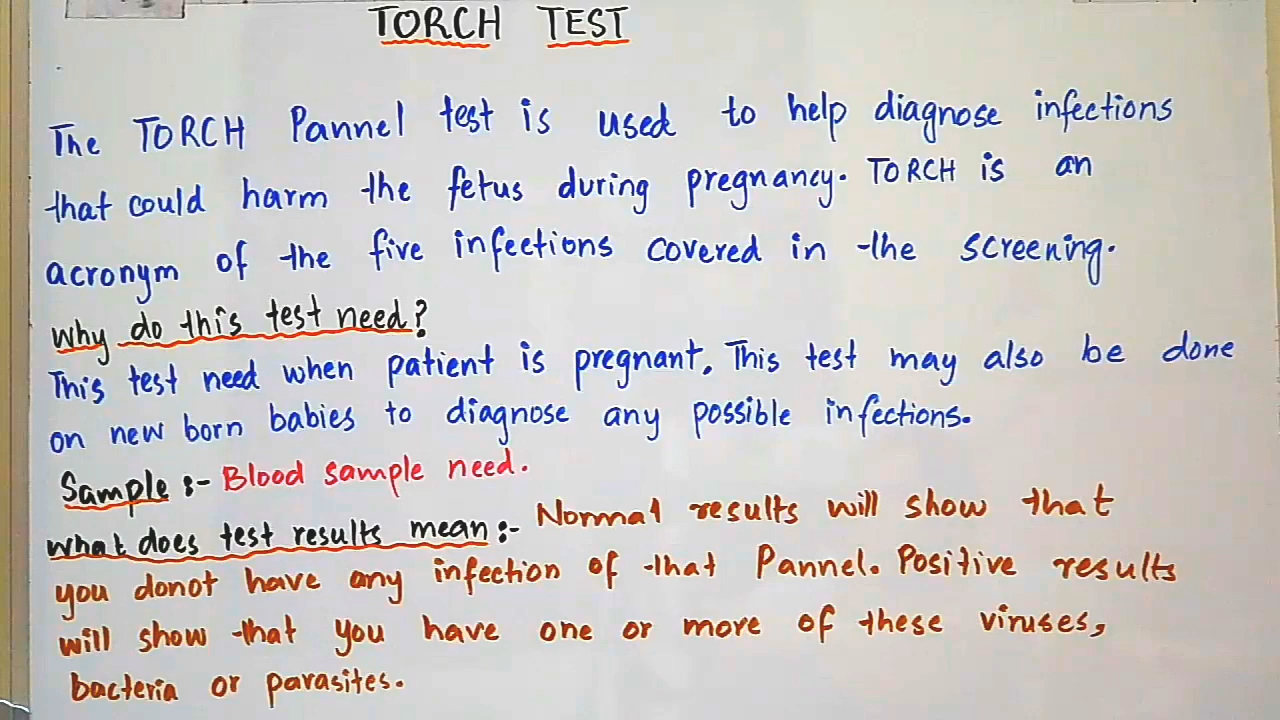 TORCH TEST
The TORCH Pannel test is used to help diagnose infections
that could harm the fetus during pregnancy. TORCH is an
acronym of the five infections covered in the screening.
Why do this test need?
This test need when patient is pregnant. This test may also be done
on new born babies to diagnose any possible infections.
Sample :- Blood sample need.
What does test results mean :- Normal results will show that
you donot have any infection of that Pannel. Positive results
will show that you have one or more of these viruses,
bacteria or parasites.